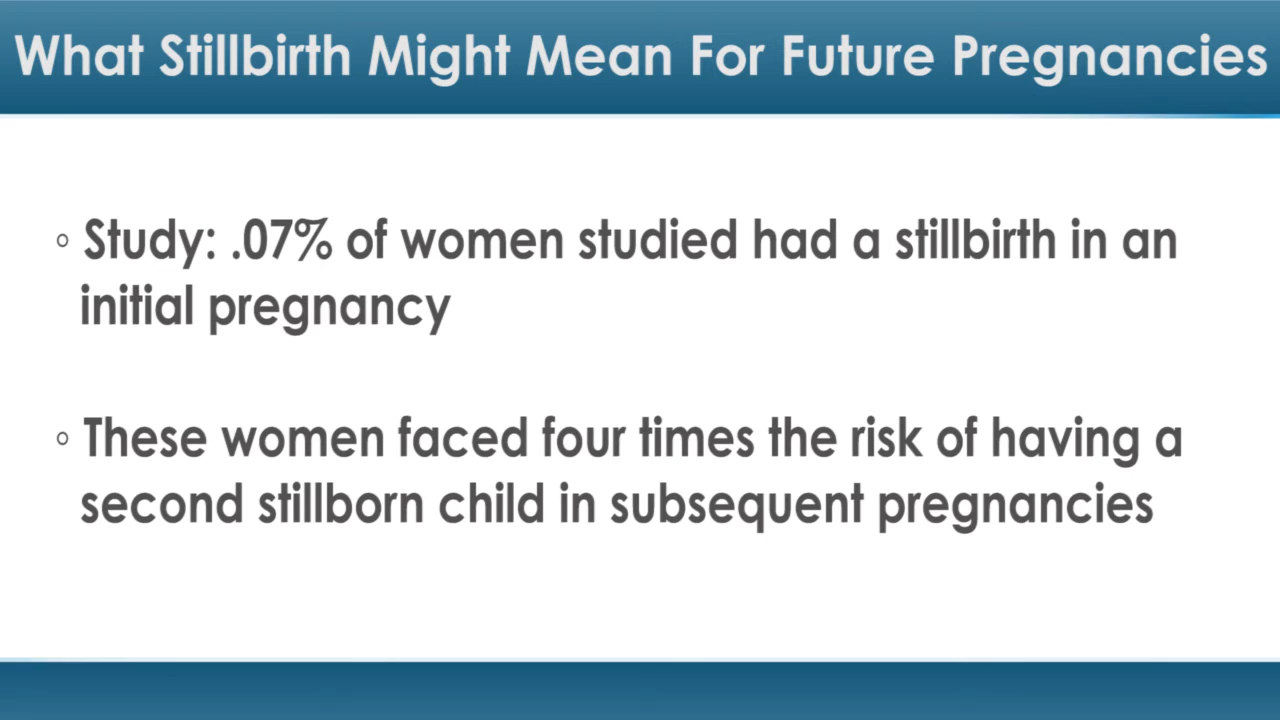 What Stillbirth Might Mean For Future Pregnancies
◦ Study: .07% of women studied had a stillbirth in an
initial pregnancy
◦ These women faced four times the risk of having a
second stillborn child in subsequent pregnancies